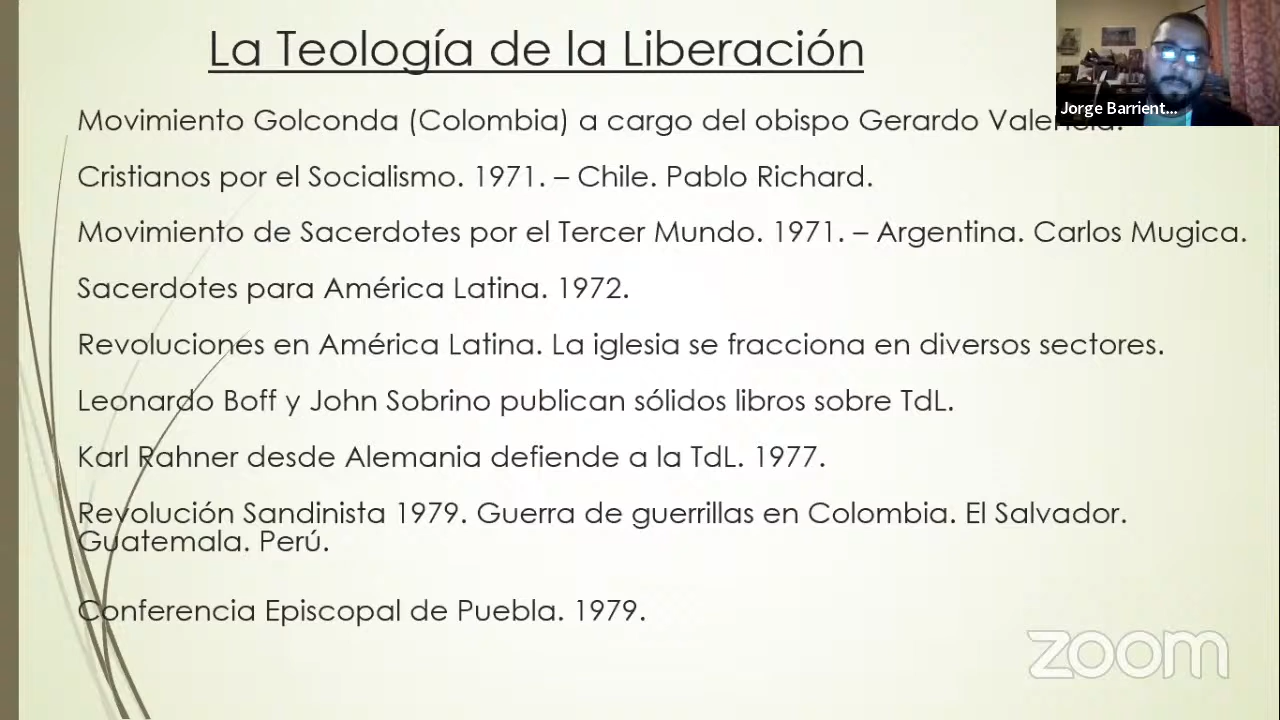 La Teología de la Liberación
Jorge Barrient...
Movimiento Golconda (Colombia) a cargo del obispo Gerardo Valencia.
Cristianos por el Socialismo. 1971. – Chile. Pablo Richard.
Movimiento de Sacerdotes por el Tercer Mundo. 1971. – Argentina. Carlos Mugica.
Sacerdotes para América Latina. 1972.
Revoluciones en América Latina. La iglesia se fracciona en diversos sectores.
Leonardo Boff y John Sobrino publican sólidos libros sobre TdL.
Karl Rahner desde Alemania defiende a la TdL. 1977.
Revolución Sandinista 1979. Guerra de guerrillas en Colombia. El Salvador.
Guatemala. Perú.
Conferencia Episcopal de Puebla. 1979.
zoom